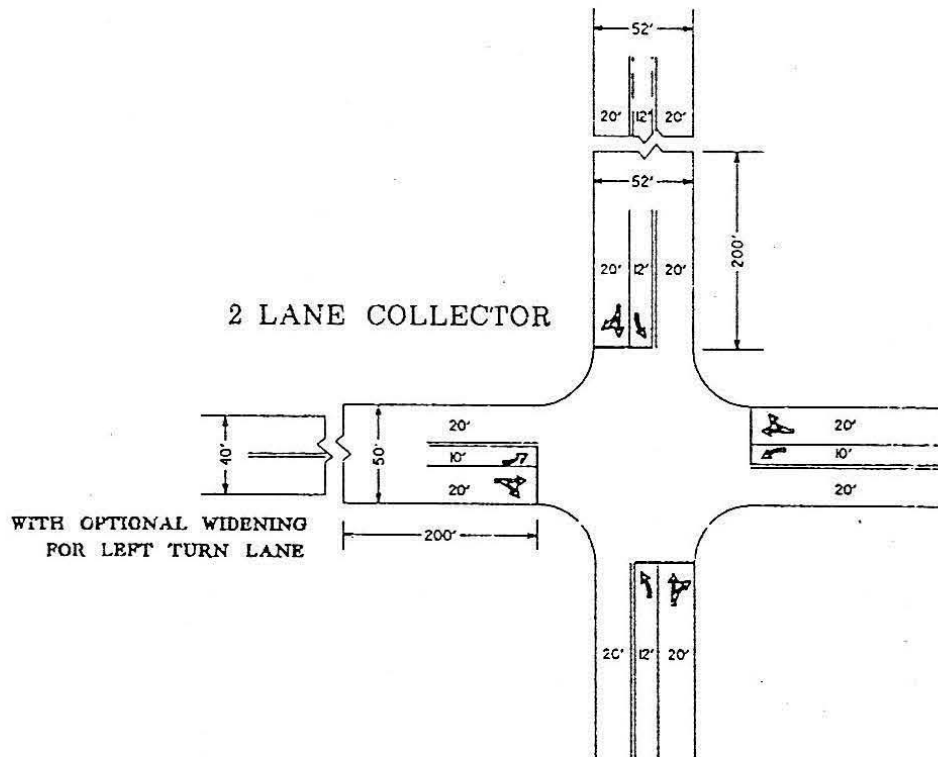 52'
20' 12' 20'
52'
20' 12' 20'
200'
2 LANE COLLECTOR
40'
50'
20'
10'
20'
20'
10'
20'
WITH OPTIONAL WIDENING
FOR LEFT TURN LANE
200'
20' 12' 20'